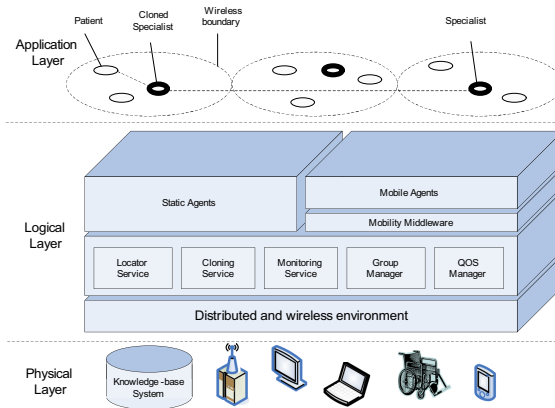 Patient
Cloned
Specialist
Wireless
boundary
Specialist
Application
Layer
Static Agents
Mobile Agents
Mobility Middleware
Logical
Layer
Locator
Service
Cloning
Service
Monitoring
Service
Group
Manager
QOS
Manager
Distributed and wireless environment
Physical
Layer
Knowledge -base
System